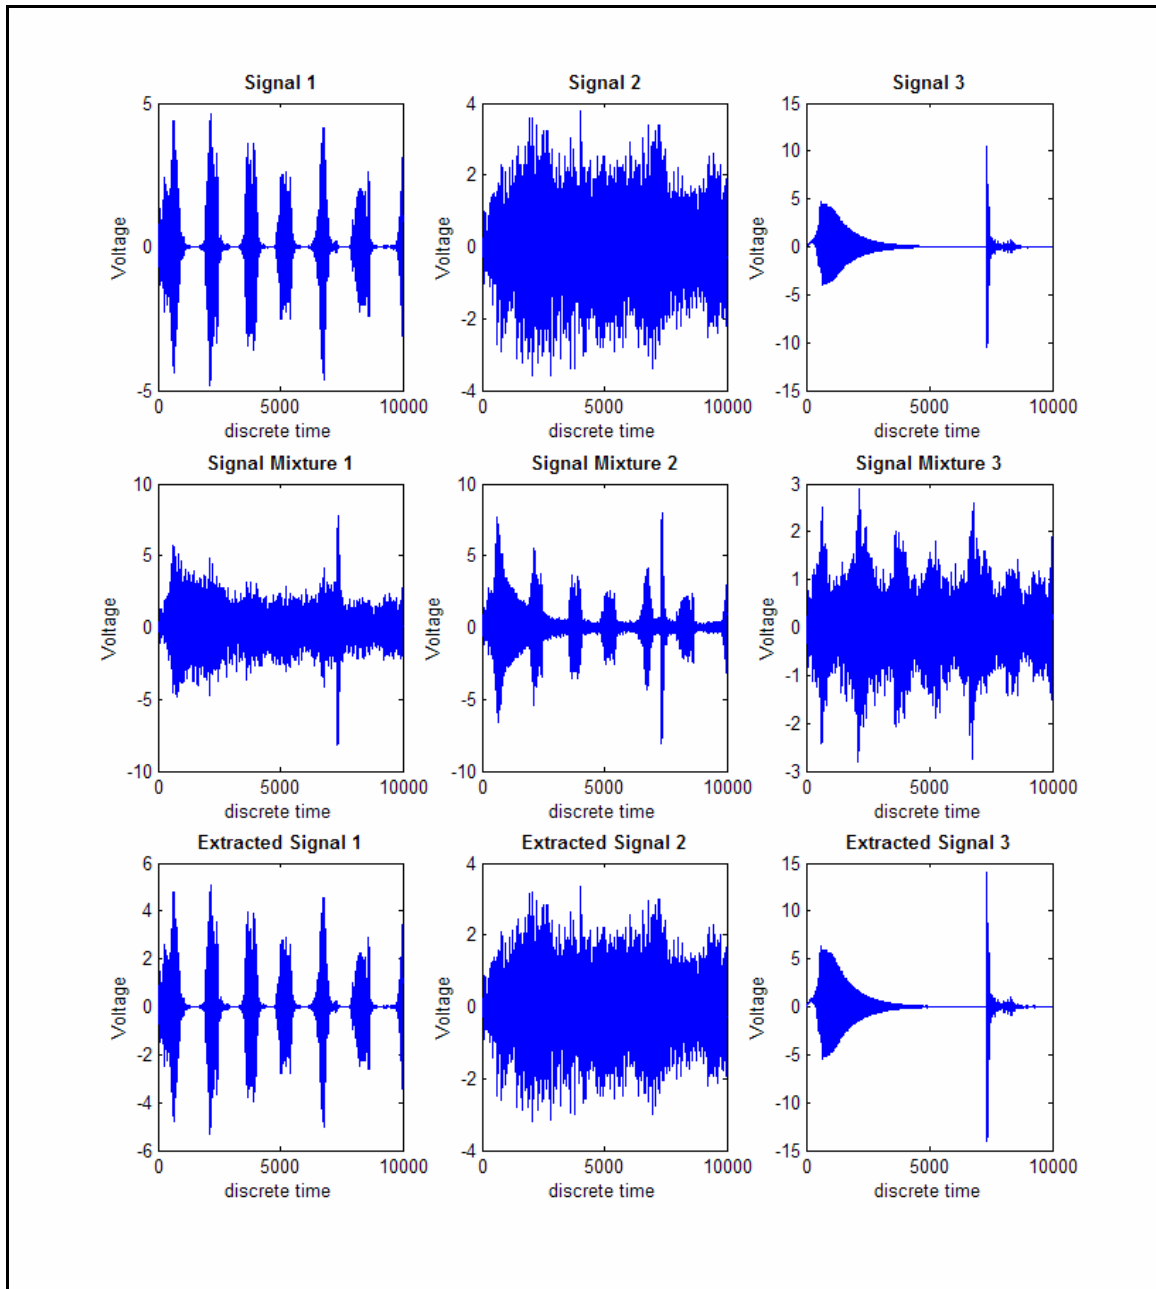 Signal 1 Signal 2 Signal 3
5 4 15
10
2
5
0 0 0
Voltage Voltage Voltage
-5
-2
-10
-5 -4 -15
0 5000 10000 0 5000 10000 0 5000 10000
discrete time discrete time discrete time
Signal Mixture 1 Signal Mixture 2 Signal Mixture 3
10 10 3
2
5 5
1
0 0 0
Voltage Voltage Voltage
-1
-5 -5
-2
-10 -10 -3
0 5000 10000 0 5000 10000 0 5000 10000
discrete time discrete time discrete time
Extracted Signal 1 Extracted Signal 2 Extracted Signal 3
6 4 15
4 10
2
2 5
0 0 0
Voltage Voltage Voltage
-2 -5
-2
-4 -10
-6 -4 -15
0 5000 10000 0 5000 10000 0 5000 10000
discrete time discrete time discrete time